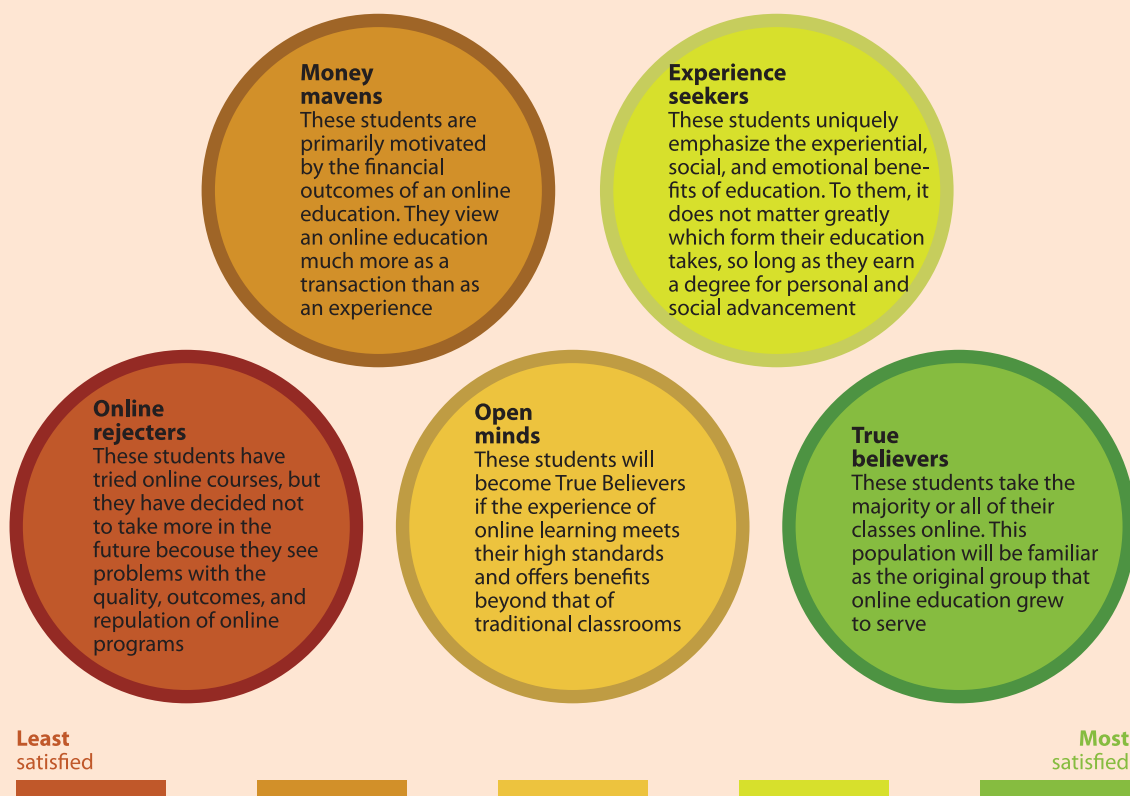 Money
mavens
These students are
primarily motivated
by the financial
outcomes of an online
education. They view
an online education
much more as a
transaction than as
an experience
Experience
seekers
These students uniquely
emphasize the experiential,
social, and emotional bene-
fits of education. To them, it
does not matter greatly
which form their education
takes, so long as they earn
a degree for personal and
social advancement
Online
rejecters
These students have
tried online courses, but
they have decided not
to take more in the
future becouse they see
problems with the
quality, outcomes, and
repulation of online
programs
Open
minds
These students will
become True Believers
if the experience of
online learning meets
their high standards
and offers benefits
beyond that of
traditional classrooms
True
believers
These students take the
majority or all of their
classes online. This
population will be familiar
as the original group that
online education grew
to serve
Least
satisfied
Most
satisfied